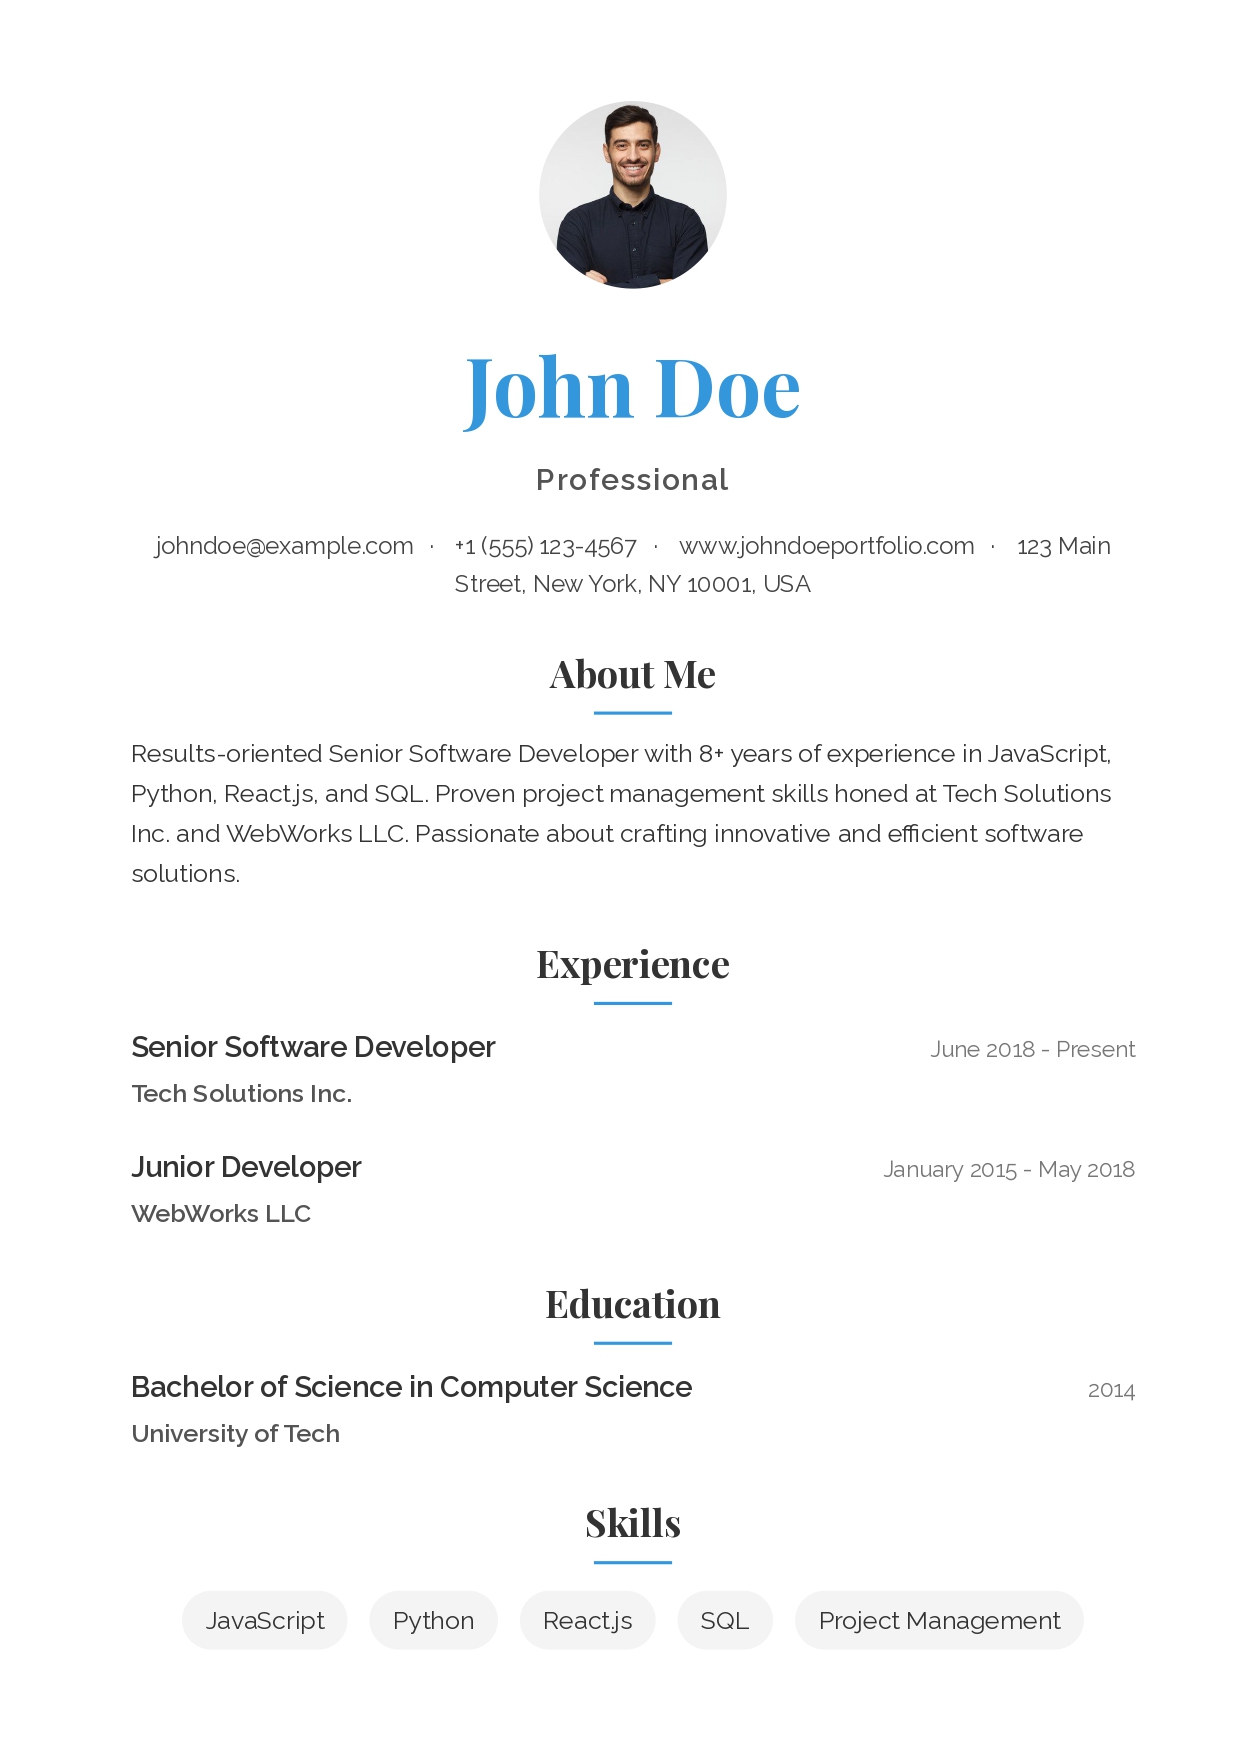 John Doe
Professional
johndoe@example.com · +1 (555) 123-4567 · www.johndoeportfolio.com · 123 Main
Street, New York, NY 10001, USA
About Me
Results-oriented Senior Software Developer with 8+ years of experience in JavaScript,
Python, React.js, and SQL. Proven project management skills honed at Tech Solutions
Inc. and WebWorks LLC. Passionate about crafting innovative and efficient software
solutions.
Experience
Senior Software Developer June 2018 - Present
Tech Solutions Inc.
Junior Developer January 2015 - May 2018
WebWorks LLC
Education
Bachelor of Science in Computer Science 2014
University of Tech
Skills
JavaScript Python React.js SQL Project Management